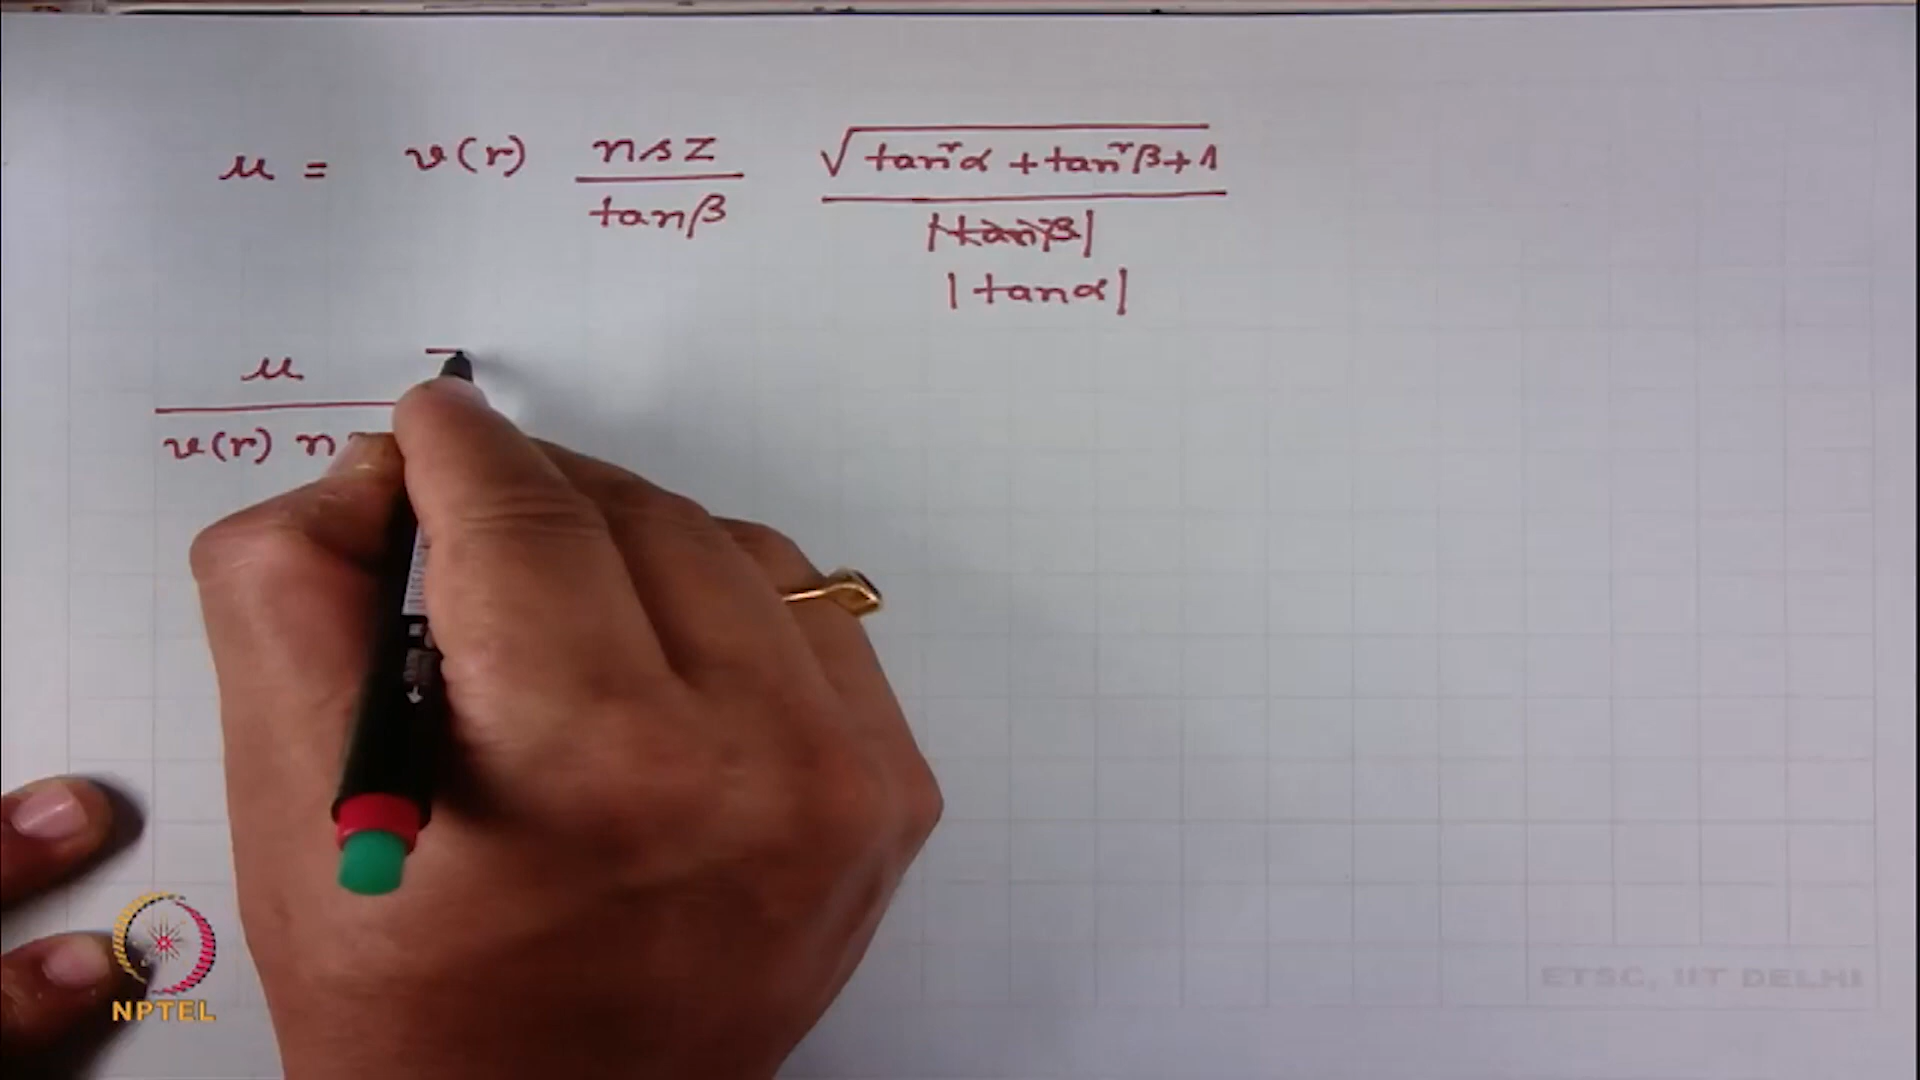 u = v(r) nsz / tanβ √tan²α + tan²β + 1 / |tanβ|
|tanα|
u
v(r) n
NPTEL
ETSC, IIT DELHI